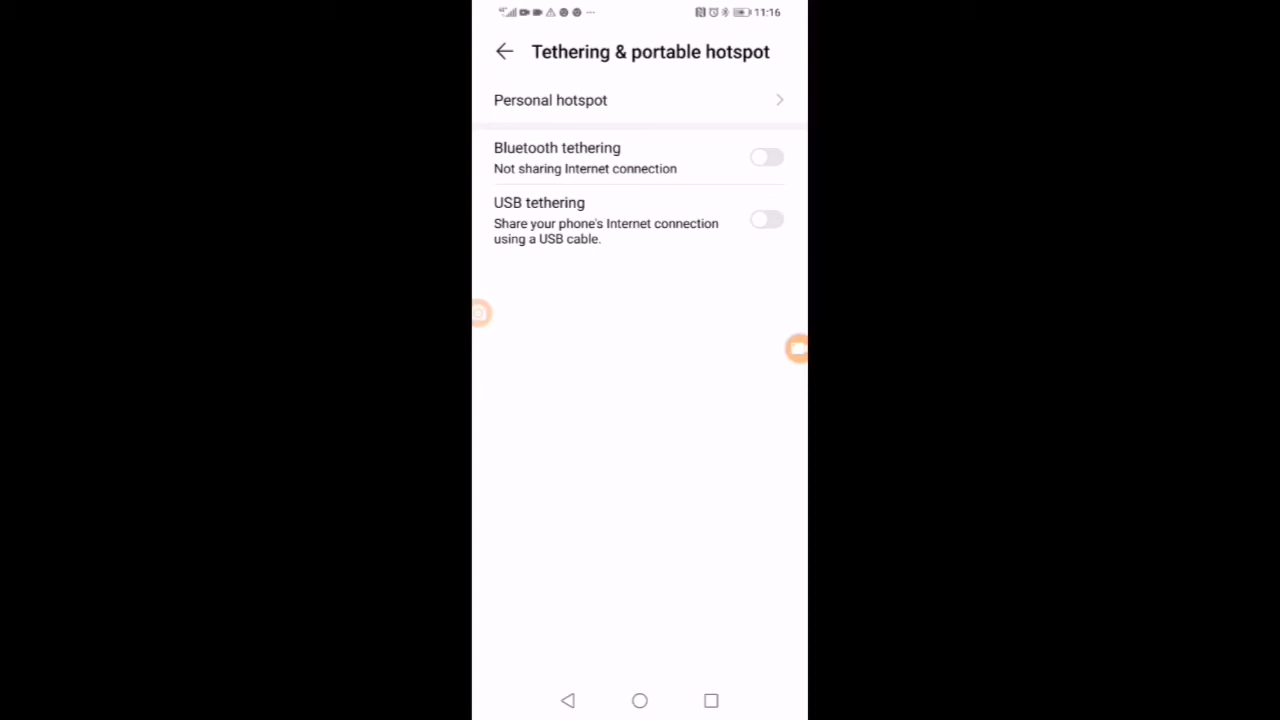 11:16
Tethering & portable hotspot
Personal hotspot
Bluetooth tethering
Not sharing Internet connection
USB tethering
Share your phone's Internet connection
using a USB cable.